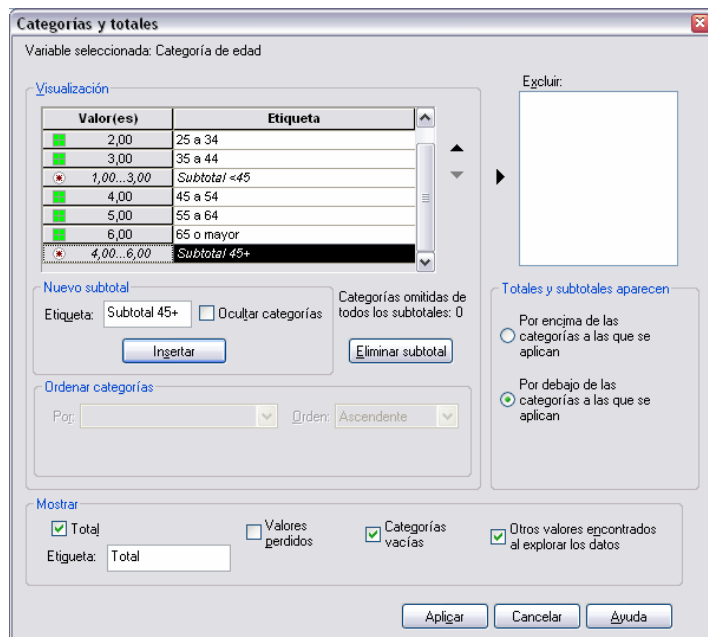 Categorías y totales
Variable seleccionada: Categoría de edad
Visualización
Valor(es) Etiqueta
2,00 25 a 34
3,00 35 a 44
1,00...3,00 Subtotal <45
4,00 45 a 54
5,00 55 a 64
6,00 65 o mayor
4,00...6,00 Subtotal 45+
Excluir:
Nuevo subtotal
Etiqueta: Subtotal 45+ Ocultar categorías
Insertar
Categorías omitidas de
todos los subtotales: 0
Eliminar subtotal
Ordenar categorías
Por: Orden: Ascendente
Totales y subtotales aparecen
Por encima de las
categorías a las que se
aplican
Por debajo de las
categorías a las que se
aplican
Mostrar
Total
Etiqueta: Total
Valores
perdidos
Categorías
vacías
Otros valores encontrados
al explorar los datos
Aplicar Cancelar Ayuda